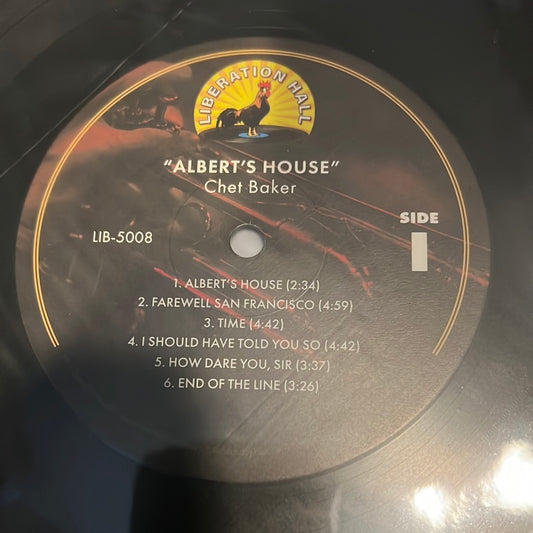 LIBERATION HALL
"ALBERT'S HOUSE"
Chet Baker
SIDE
1
LIB-5008
1. ALBERT'S HOUSE (2:34)
2. FAREWELL SAN FRANCISCO (4:59)
3. TIME (4:42)
4. I SHOULD HAVE TOLD YOU SO (4:42)
5. HOW DARE YOU, SIR (3:37)
6. END OF THE LINE (3:26)